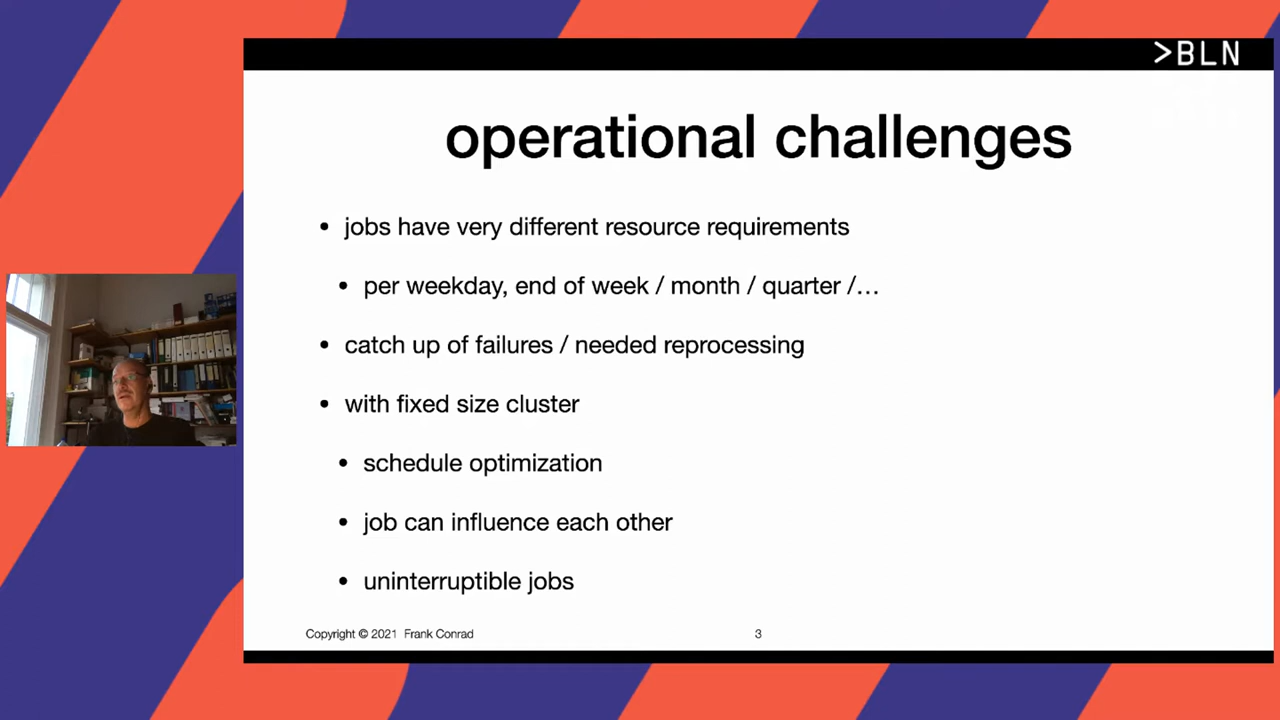 >BLN
operational challenges
• jobs have very different resource requirements
• per weekday, end of week / month / quarter /…
• catch up of failures / needed reprocessing
• with fixed size cluster
• schedule optimization
• job can influence each other
• uninterruptible jobs
Copyright © 2021 Frank Conrad
3